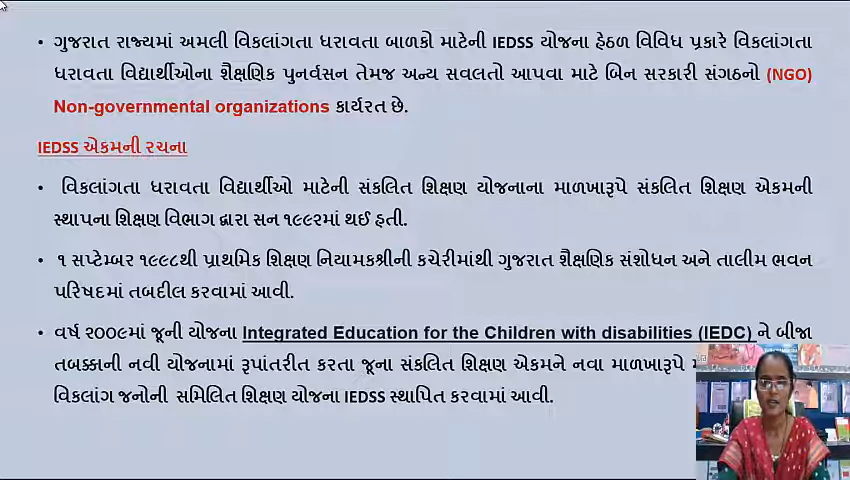 • ગુજરાત રાજ્યમાં અમલી વિકલાંગતા ધરાવતા બાળકો માટેની IEDSS યોજના હેઠળ વિવિધ પ્રકારે વિકલાંગતા
ધરાવતા વિદ્યાર્થીઓના શૈક્ષણિક પુનર્વસન તેમજ અન્ય સવલતો આપવા માટે બિન સરકારી સંગઠનો (NGO)
Non-governmental organizations કાર્યરત છે.
IEDSS એકમની રચના
• વિકલાંગતા ધરાવતા વિદ્યાર્થીઓ માટેની સંકલિત શિક્ષણ યોજનાના માળખારૂપે સંકલિત શિક્ષણ એકમની
સ્થાપના શિક્ષણ વિભાગ દ્વારા સન ૧૯૯૨માં થઈ હતી.
• ૧ સપ્ટેમ્બર ૧૯૯૮થી પ્રાથમિક શિક્ષણ નિયામકશ્રીની કચેરીમાંથી ગુજરાત શૈક્ષણિક સંશોધન અને તાલીમ ભવન
પરિષદમાં તબદીલ કરવામાં આવી.
• વર્ષ ૨૦૦૯માં જૂની યોજના Integrated Education for the Children with disabilities (IEDC) ને બીજા
તબક્કાની નવી યોજનામાં રૂપાંતરીત કરતા જૂના સંકલિત શિક્ષણ એકમને નવા માળખારૂપે
વિકલાંગ જનોની સમિલિત શિક્ષણ યોજના IEDSS સ્થાપિત કરવામાં આવી.